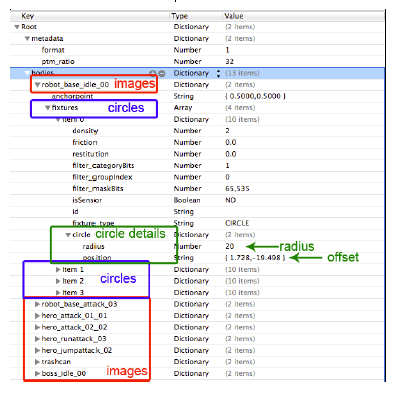 Key Type Value
Root Dictionary (2 items)
metadata Dictionary (2 items)
format Number 1
ptm_ratio Number 32
bodies Dictionary (13 items)
robot_base_idle_00 images Dictionary (2 items)
anchorpoint String { 0.5000,0.5000 }
fixtures circles Array (4 items)
Item 0 Dictionary (10 items)
density Number 2
friction Number 0.0
restitution Number 0.0
filter_categoryBits Number 1
filter_groupIndex Number 0
filter_maskBits Number 65,535
isSensor Boolean NO
id String
fixture_type String CIRCLE
circle circle details Dictionary (2 items)
radius Number 20 radius
position String { 1.728,-19.498 } offset
Item 1 circles Dictionary (10 items)
Item 2 Dictionary (10 items)
Item 3 Dictionary (10 items)
robot_base_attack_03 Dictionary (2 items)
hero_attack_01_01 Dictionary (2 items)
hero_attack_02_02 Dictionary (2 items)
hero_runattack_03 Dictionary (2 items)
hero_jumpattack_02 Dictionary (2 items)
trashcan Dictionary (2 items)
boss_idle_00 images Dictionary (2 items)